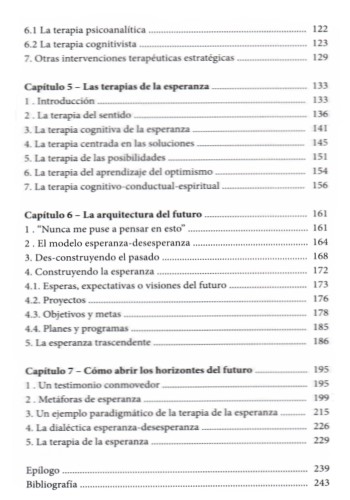 6.1 La terapia psicoanalítica ........ 122
6.2 La terapia cognitivista ........ 123
7. Otras intervenciones terapéuticas estratégicas ........ 129
Capítulo 5 – Las terapias de la esperanza ........ 133
1 . Introducción ........ 133
2 . La terapia del sentido ........ 136
3. La terapia cognitiva de la esperanza ........ 141
4. La terapia centrada en las soluciones ........ 145
5. La terapia de las posibilidades ........ 151
6. La terapia del aprendizaje del optimismo ........ 154
7. La terapia cognitivo-conductual-espiritual ........ 156
Capítulo 6 – La arquitectura del futuro ........ 161
1 . "Nunca me puse a pensar en esto" ........ 161
2 . El modelo esperanza-desesperanza ........ 164
3. Des-construyendo el pasado ........ 168
4. Construyendo la esperanza ........ 172
4.1. Esperas, expectativas o visiones del futuro ........ 173
4.2. Proyectos ........ 176
4.3. Objetivos y metas ........ 178
4.4. Planes y programas ........ 185
5. La esperanza trascendente ........ 186
Capítulo 7 – Cómo abrir los horizontes del futuro ........ 195
1 . Un testimonio conmovedor ........ 195
2 . Metáforas de esperanza ........ 199
3. Un ejemplo paradigmático de la terapia de la esperanza ........ 215
4. La dialéctica esperanza-desesperanza ........ 226
5. La terapia de la esperanza ........ 229
Epílogo ........ 239
Bibliografía ........ 243